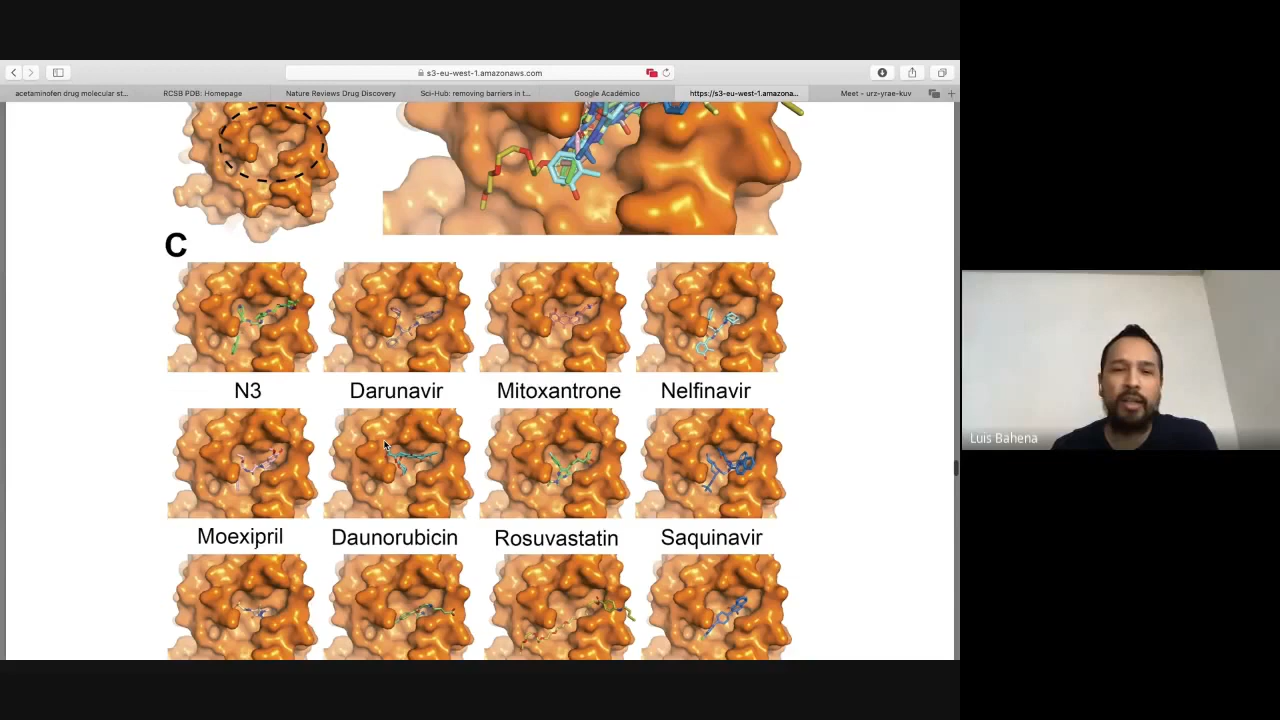 s3-eu-west-1.amazonaws.com
acetaminofen drug molecular st...
RCSB PDB: Homepage
Nature Reviews Drug Discovery
Sci-Hub: removing barriers in t...
Google Académico
https://s3-eu-west-1.amazona...
Meet - urz-yrae-kuv
C
N3
Darunavir
Mitoxantrone
Nelfinavir
Moexipril
Daunorubicin
Rosuvastatin
Saquinavir
Luis Bahena